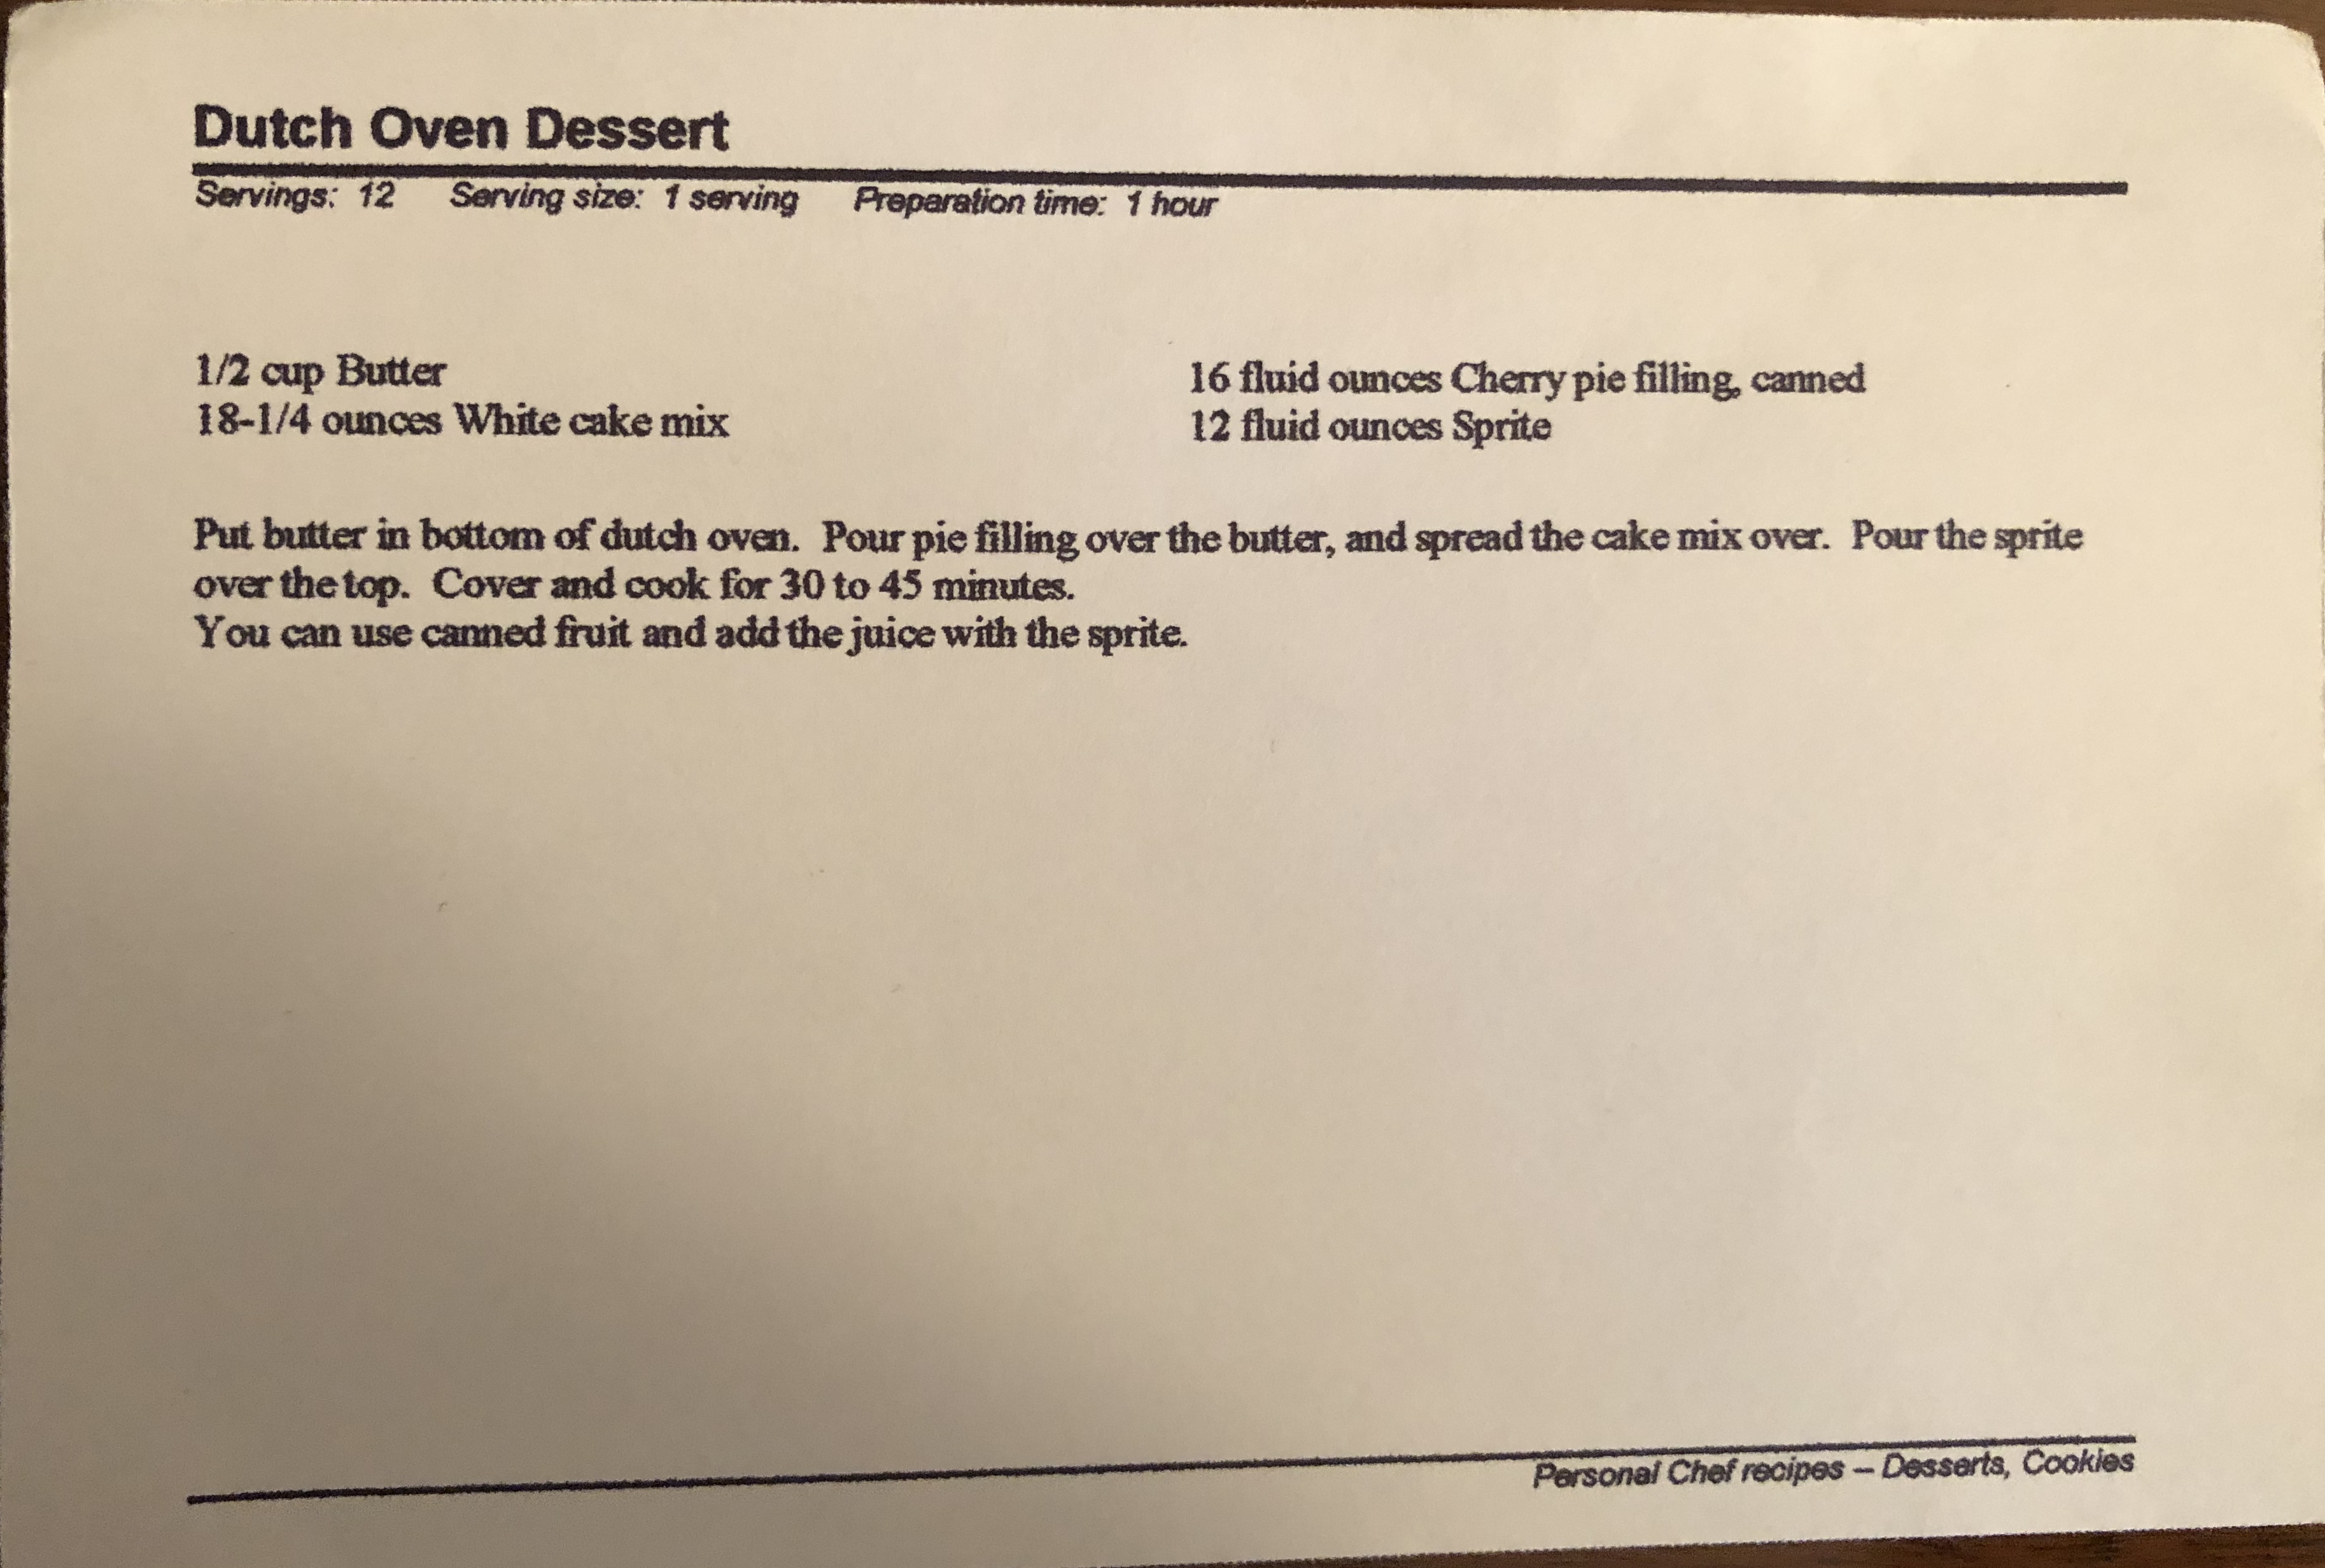 Dutch Oven Dessert
Servings: 12 Serving size: 1 serving Preparation time: 1 hour
1/2 cup Butter
18-1/4 ounces White cake mix
16 fluid ounces Cherry pie filling, canned
12 fluid ounces Sprite
Put butter in bottom of dutch oven. Pour pie filling over the butter, and spread the cake mix over. Pour the sprite
over the top. Cover and cook for 30 to 45 minutes.
You can use canned fruit and add the juice with the sprite.
Personal Chef recipes – Desserts, Cookies